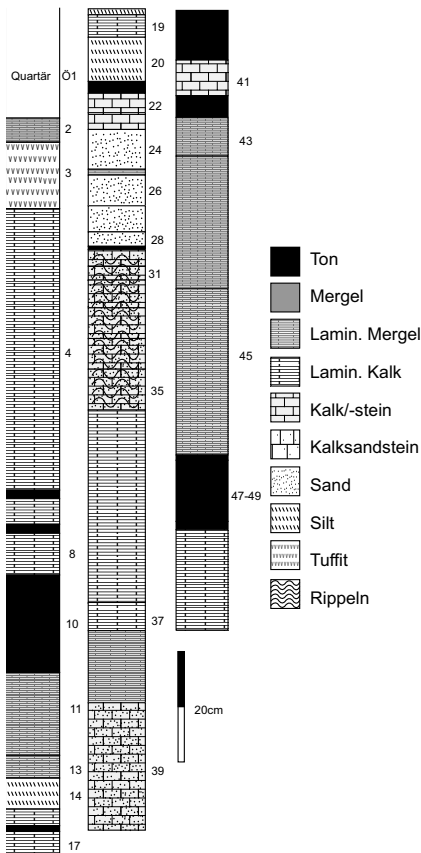 Quartär Ö1
2
3
4
8
10
11
13
14
17
19
20
22
24
26
28
31
35
37
39
41
43
45
47-49
Ton
Mergel
Lamin. Mergel
Lamin. Kalk
Kalk/-stein
Kalksandstein
Sand
Silt
Tuffit
Rippeln
20cm